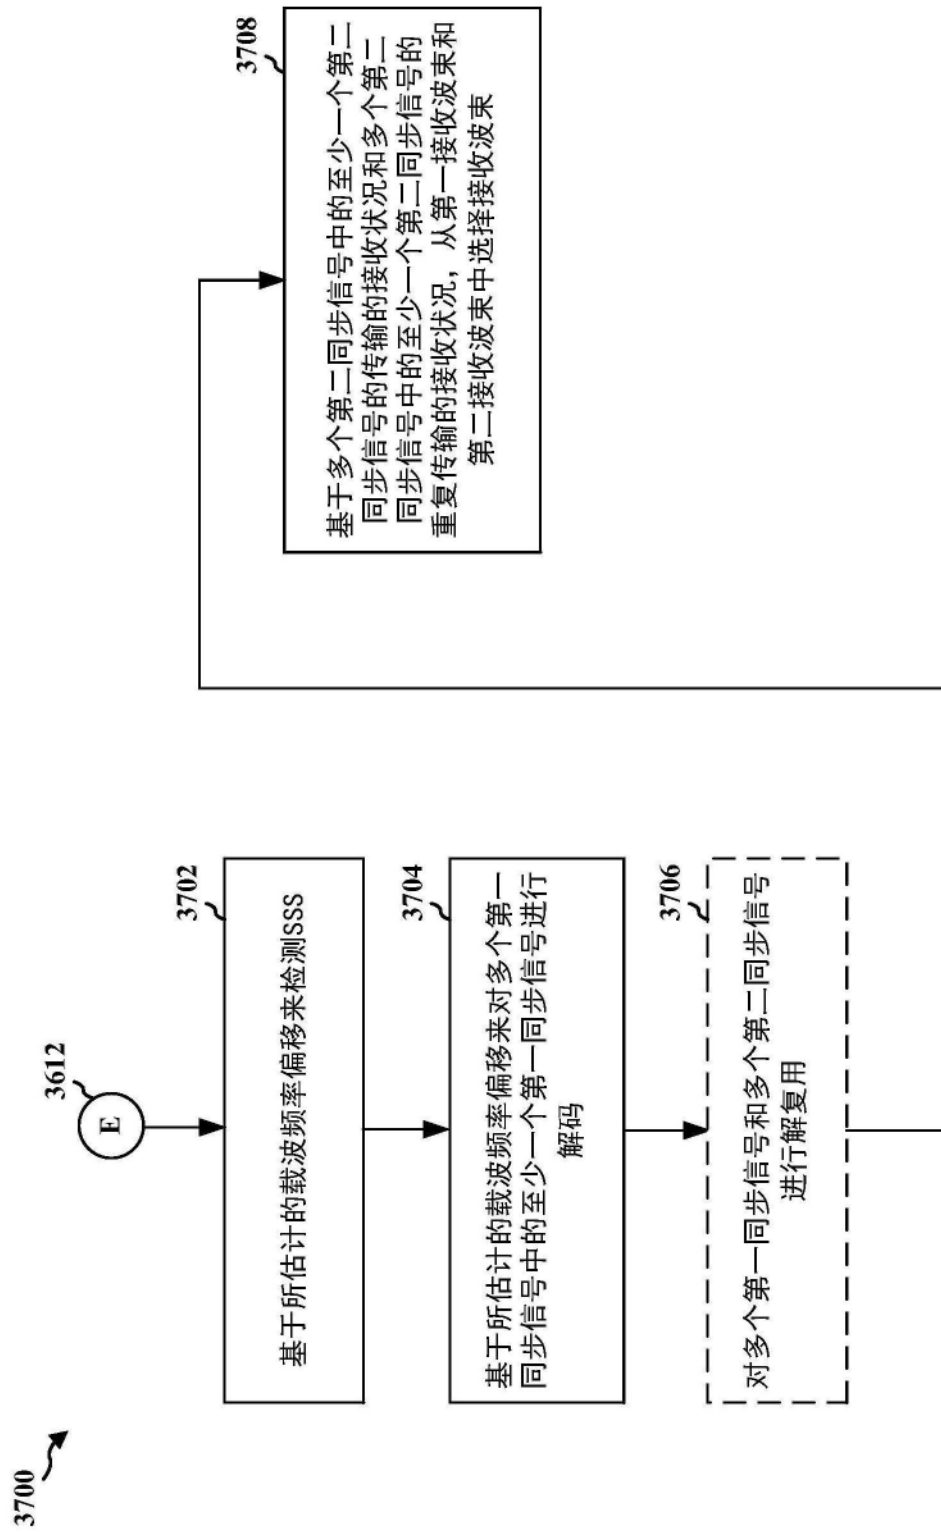 3700
3612
E
3702
基于所估计的载波频率偏移来检测SSS
3704
基于所估计的载波频率偏移来对多个第一
同步信号中的至少一个第一同步信号进行
解码
3706
对多个第一同步信号和多个第二同步信号
进行解复用
3708
基于多个第二同步信号中的至少一个第二
同步信号的传输的接收状况和多个第二
同步信号中的至少一个第二同步信号的
重复传输的接收状况，从第一接收波束和
第二接收波束中选择接收波束